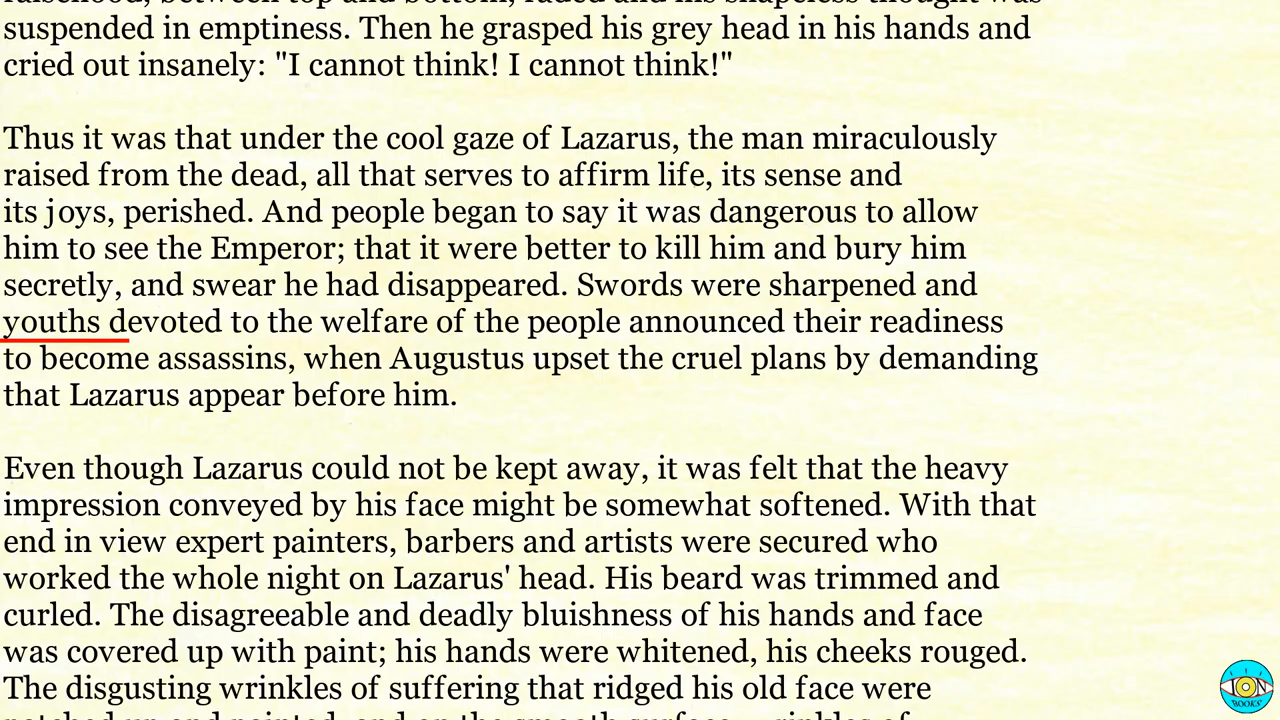 suspended in emptiness. Then he grasped his grey head in his hands and
cried out insanely: "I cannot think! I cannot think!"
Thus it was that under the cool gaze of Lazarus, the man miraculously
raised from the dead, all that serves to affirm life, its sense and
its joys, perished. And people began to say it was dangerous to allow
him to see the Emperor; that it were better to kill him and bury him
secretly, and swear he had disappeared. Swords were sharpened and
youths devoted to the welfare of the people announced their readiness
to become assassins, when Augustus upset the cruel plans by demanding
that Lazarus appear before him.
Even though Lazarus could not be kept away, it was felt that the heavy
impression conveyed by his face might be somewhat softened. With that
end in view expert painters, barbers and artists were secured who
worked the whole night on Lazarus' head. His beard was trimmed and
curled. The disagreeable and deadly bluishness of his hands and face
was covered up with paint; his hands were whitened, his cheeks rouged.
The disgusting wrinkles of suffering that ridged his old face were
ION
BOOKS